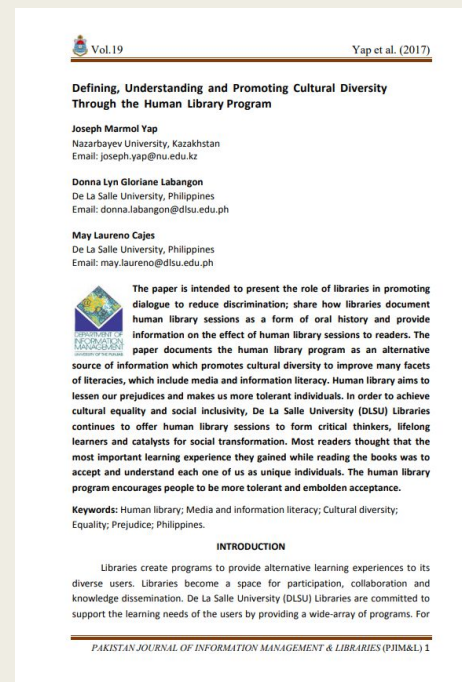 Vol.19 Yap et al. (2017)
Defining, Understanding and Promoting Cultural Diversity
Through the Human Library Program
Joseph Marmol Yap
Nazarbayev University, Kazakhstan
Email: joseph.yap@nu.edu.kz
Donna Lyn Gloriane Labangon
De La Salle University, Philippines
Email: donna.labangon@dlsu.edu.ph
May Laureno Cajes
De La Salle University, Philippines
Email: may.laureno@dlsu.edu.ph
The paper is intended to present the role of libraries in promoting
dialogue to reduce discrimination; share how libraries document
human library sessions as a form of oral history and provide
information on the effect of human library sessions to readers. The
paper documents the human library program as an alternative
DEPARTMENT OF
INFORMATION
MANAGEMENT
UNIVERSITY OF THE PUNJAB
source of information which promotes cultural diversity to improve many facets
of literacies, which include media and information literacy. Human library aims to
lessen our prejudices and makes us more tolerant individuals. In order to achieve
cultural equality and social inclusivity, De La Salle University (DLSU) Libraries
continues to offer human library sessions to form critical thinkers, lifelong
learners and catalysts for social transformation. Most readers thought that the
most important learning experience they gained while reading the books was to
accept and understand each one of us as unique individuals. The human library
program encourages people to be more tolerant and embolden acceptance.
Keywords: Human library; Media and information literacy; Cultural diversity;
Equality; Prejudice; Philippines.
INTRODUCTION
Libraries create programs to provide alternative learning experiences to its
diverse users. Libraries become a space for participation, collaboration and
knowledge dissemination. De La Salle University (DLSU) Libraries are committed to
support the learning needs of the users by providing a wide-array of programs. For
PAKISTAN JOURNAL OF INFORMATION MANAGEMENT & LIBRARIES (PJIM&L) 1